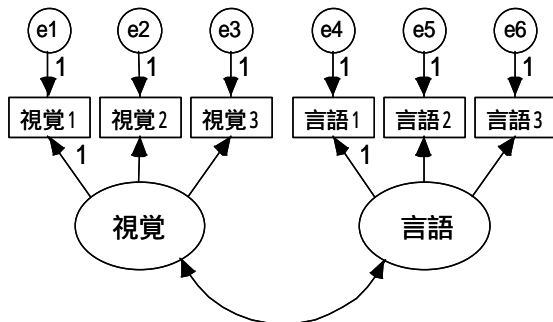 e1 e2 e3 e4 e5 e6
1 1 1 1 1 1
視覚1 視覚2 視覚3 言語1 言語2 言語3
1 1
視覚 言語